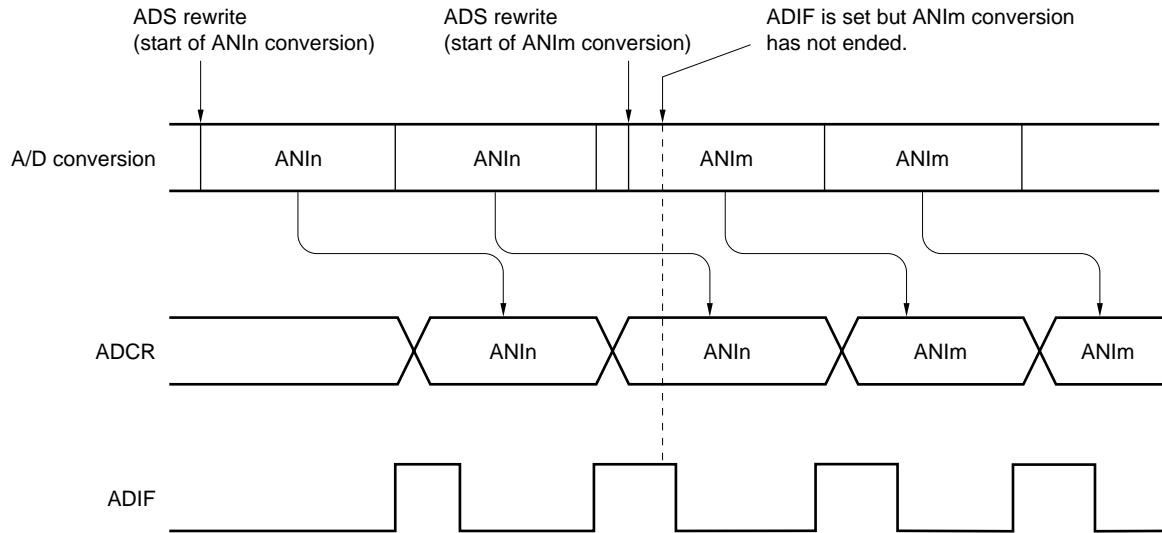 ADS rewrite
(start of ANIn conversion)
ADS rewrite
(start of ANIm conversion)
ADIF is set but ANIm conversion
has not ended.
A/D conversion
ANIn
ANIn
ANIm
ANIm
ADCR
ANIn
ANIn
ANIm
ANIm
ADIF